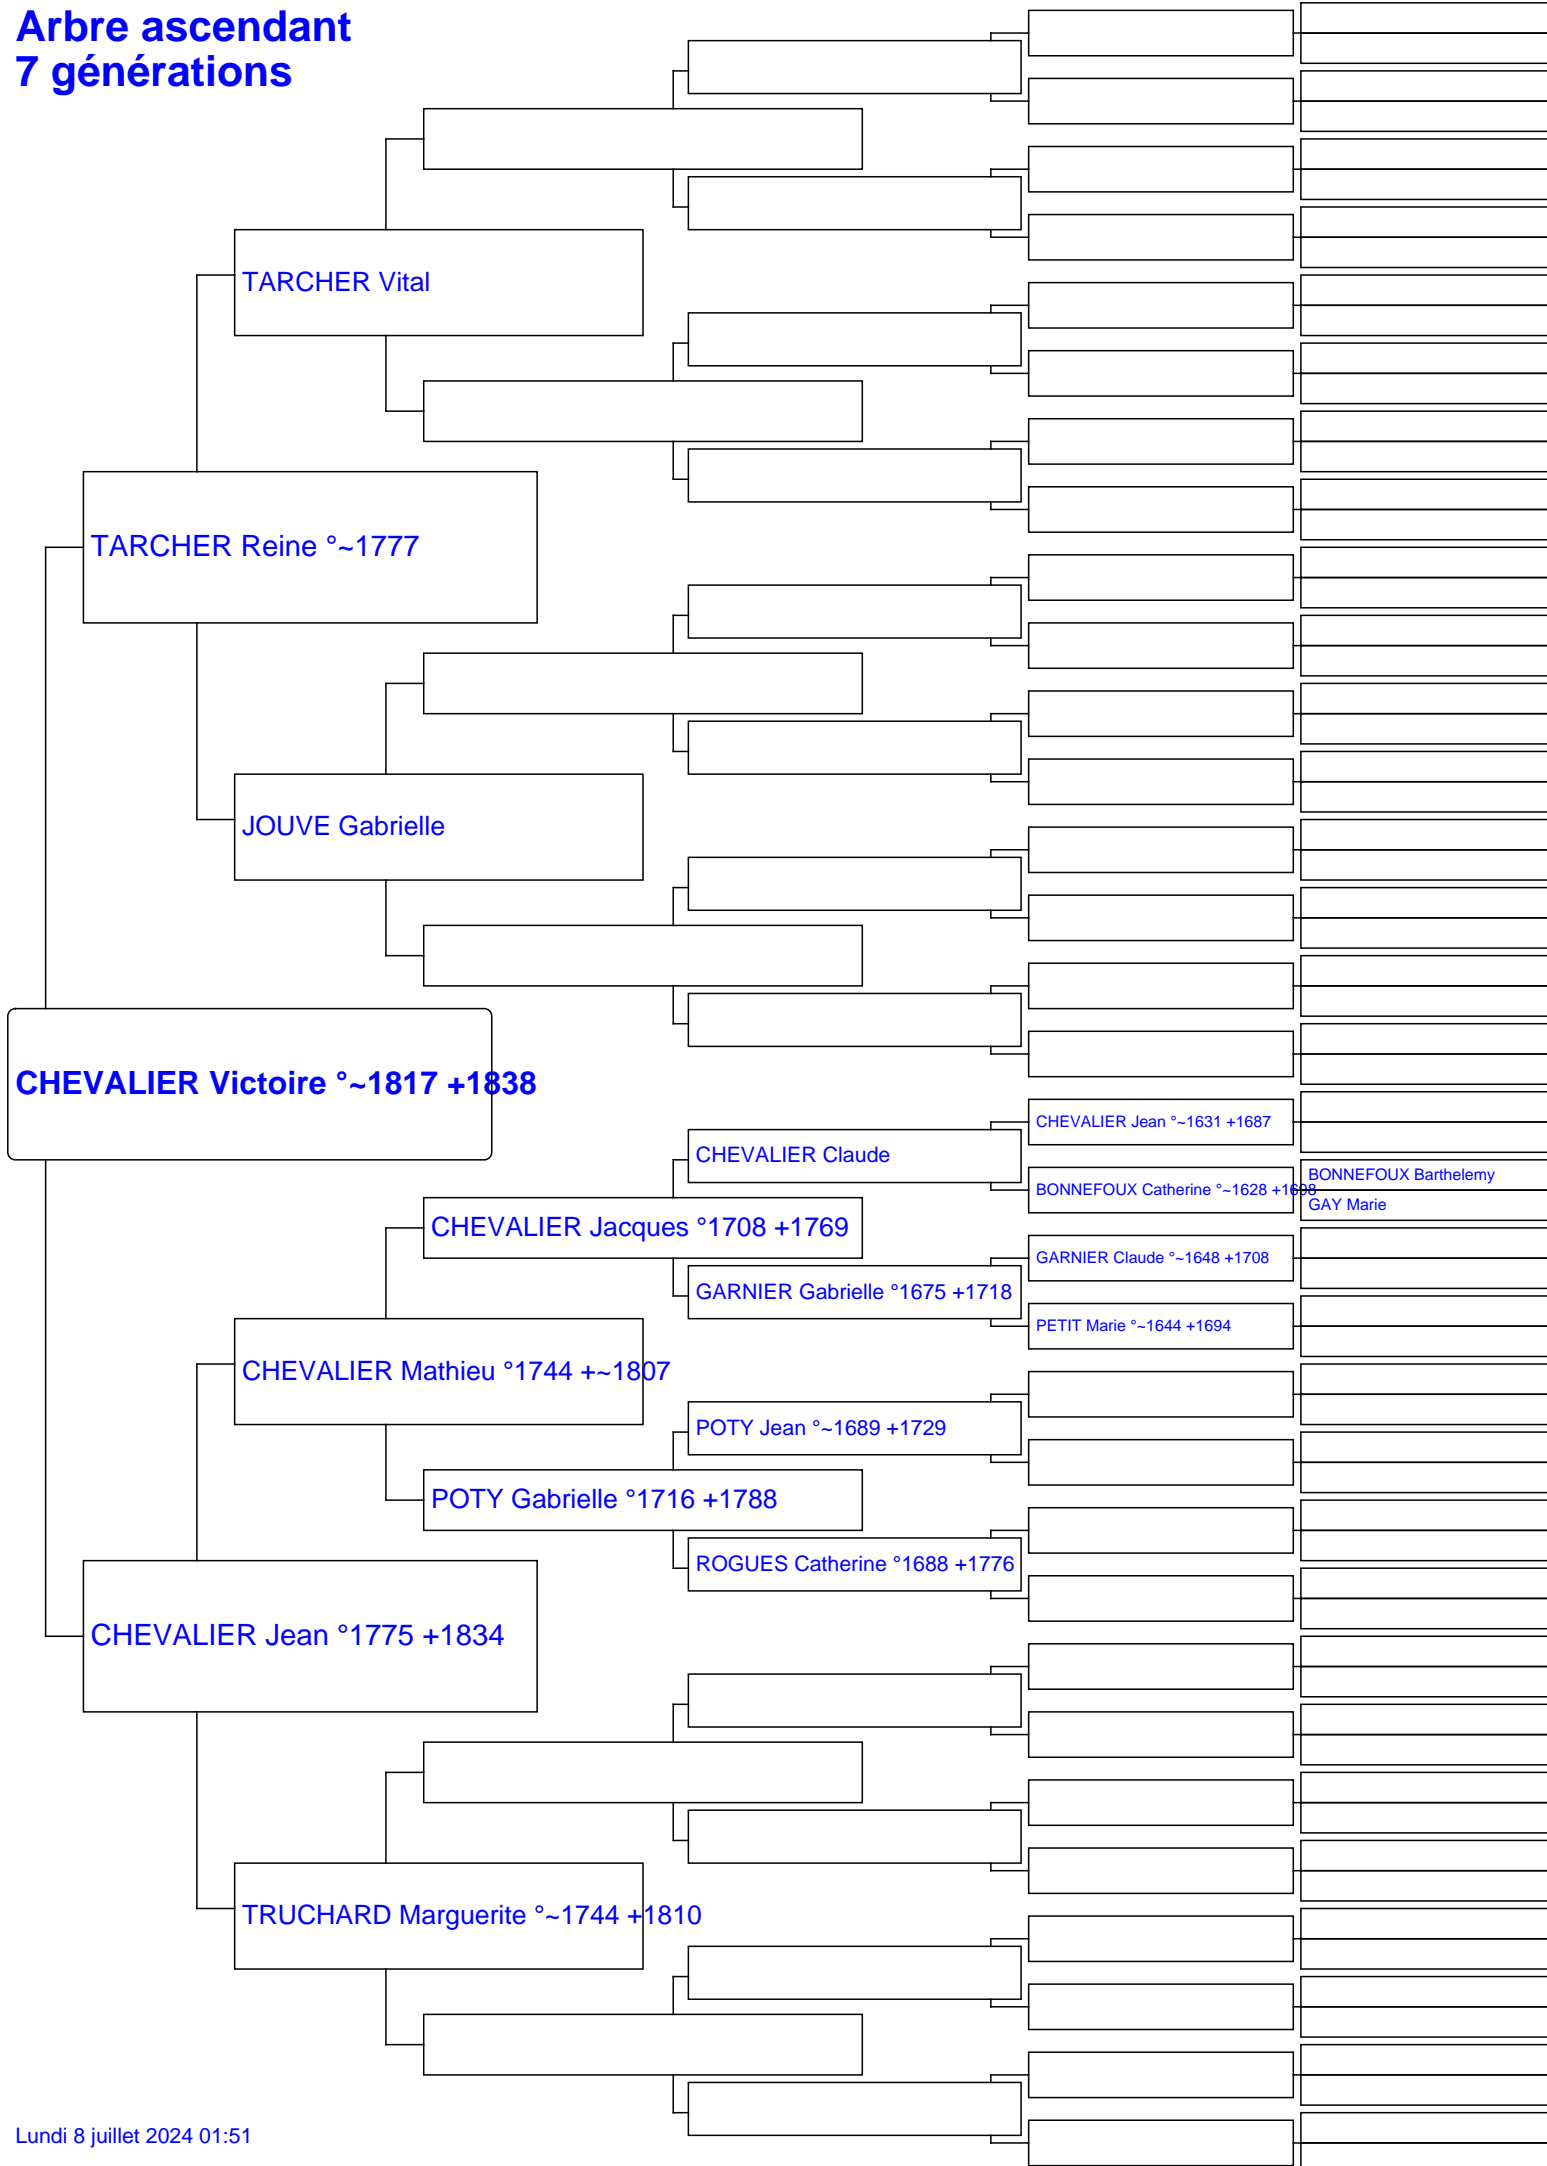 Arbre ascendant
7 générations
TARCHER Vital
TARCHER Reine °~1777
JOUVE Gabrielle
CHEVALIER Victoire °~1817 +1838
CHEVALIER Jean °~1631 +1687
CHEVALIER Claude
BONNEFOUX Barthelemy
BONNEFOUX Catherine °~1628 +1698
GAY Marie
CHEVALIER Jacques °1708 +1769
GARNIER Claude °~1648 +1708
GARNIER Gabrielle °1675 +1718
PETIT Marie °~1644 +1694
CHEVALIER Mathieu °1744 +~1807
POTY Jean °~1689 +1729
POTY Gabrielle °1716 +1788
ROGUES Catherine °1688 +1776
CHEVALIER Jean °1775 +1834
TRUCHARD Marguerite °~1744 +1810
Lundi 8 juillet 2024 01:51